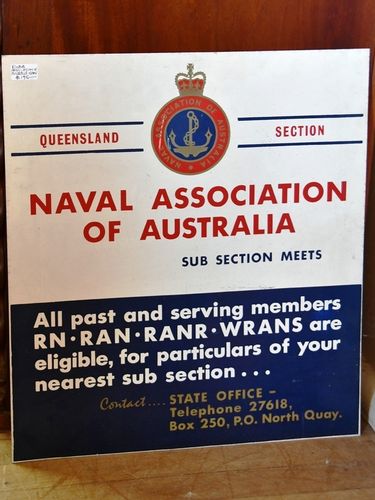 NAVAL ASSOCIATION OF AUSTRALIA
QUEENSLAND SECTION
NAVAL ASSOCIATION
OF AUSTRALIA
SUB SECTION MEETS
All past and serving members
RN·RAN·RANR·WRANS are
eligible, for particulars of your
nearest sub section...
Contact.... STATE OFFICE –
Telephone 27618,
Box 250, P.O. North Quay.